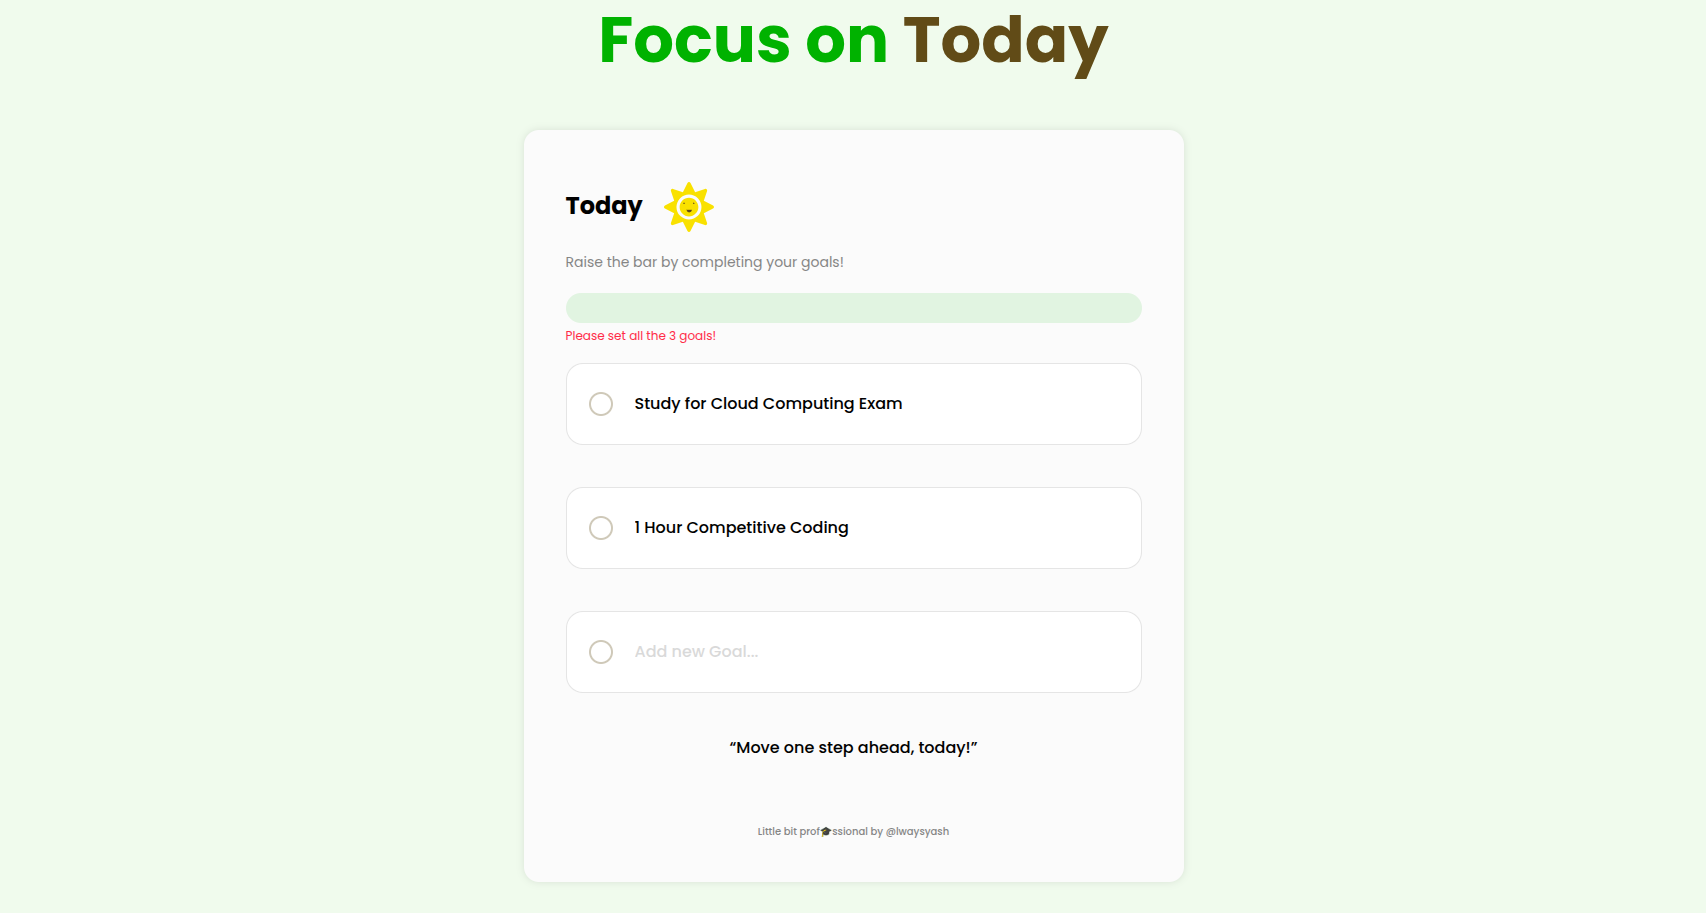 Focus on Today
Today
Raise the bar by completing your goals!
Please set all the 3 goals!
Study for Cloud Computing Exam
1 Hour Competitive Coding
Add new Goal...
“Move one step ahead, today!”
Little bit prof🎓ssional by @lwaysyash